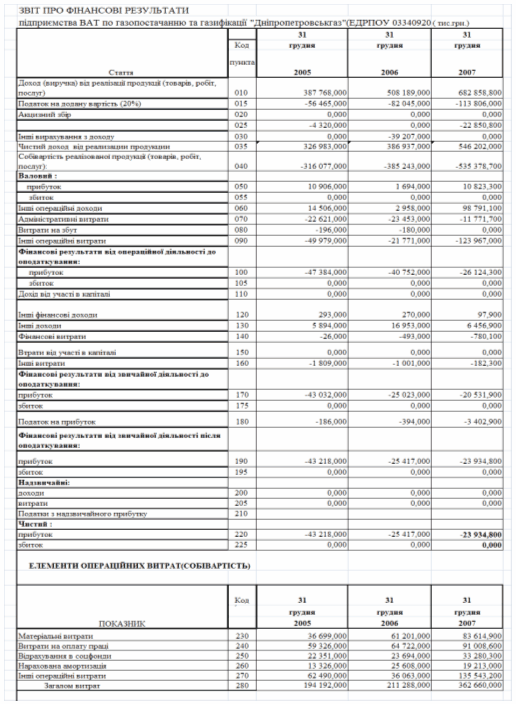 ЗВІТ ПРО ФІНАНСОВІ РЕЗУЛЬТАТИ
підприємства ВАТ по газопостачанню та газифікації "Дніпропетровськгаз"(ЄДРПОУ 03340920 ( тис.грн.)
Стаття Код пункта 31 грудня 2005 31 грудня 2006 31 грудня 2007
Доход (виручка) від реалізації продукції (товарів, робіт,
послуг) 010 387 768,000 508 189,000 682 858,800
Податок на додану вартість (20%) 015 -56 465,000 -82 045,000 -113 806,000
Акцизний збір 020 0,000 0,000 0,000
025 -4 320,000 0,000 -22 850,800
Інші вирахування з доходу 030 0,000 -39 207,000 0,000
Чистий доход від реализации продукции 035 326 983,000 386 937,000 546 202,000
Собівартість реалізованої продукції (товарів, робіт,
послуг): 040 -316 077,000 -385 243,000 -535 378,700
Валовий :
прибуток 050 10 906,000 1 694,000 10 823,300
збиток 055 0,000 0,000 0,000
Інші операційні доходи 060 14 506,000 2 958,000 98 791,100
Адміністративні витрати 070 -22 621,000 -23 453,000 -11 771,700
Витрати на збут 080 -196,000 -180,000 0,000
Інші операційні витрати 090 -49 979,000 -21 771,000 -123 967,000
Фінансові результати від операційної діяльності до
оподаткування:
прибуток 100 -47 384,000 -40 752,000 -26 124,300
збиток 105 0,000 0,000 0,000
Дохід від участі в капіталі 110 0,000 0,000 0,000
Інші фінансові доходи 120 293,000 270,000 97,900
Інші доходи 130 5 894,000 16 953,000 6 456,900
Фінансові витрати 140 -26,000 -493,000 -780,100
Втрати від участі в капіталі 150 0,000 0,000 0,000
Інші витрати 160 -1 809,000 -1 001,000 -182,300
Фінансові результати від звичайної діяльності до
оподаткування:
прибуток 170 -43 032,000 -25 023,000 -20 531,900
збиток 175 0,000 0,000 0,000
Податок на прибуток 180 -186,000 -394,000 -3 402,900
Фінансові результати від звичайної діяльності після
оподаткування:
прибуток 190 -43 218,000 -25 417,000 -23 934,800
збиток 195 0,000 0,000 0,000
Надзвичайні:
доходи 200 0,000 0,000 0,000
витрати 205 0,000 0,000 0,000
Податки з надзвичайного прибутку 210
Чистий :
прибуток 220 -43 218,000 -25 417,000 -23 934,800
збиток 225 0,000 0,000 0,000
ЕЛЕМЕНТИ ОПЕРАЦІЙНИХ ВИТРАТ(СОБІВАРТІСТЬ)
ПОКАЗНИК Код 31 грудня 2005 31 грудня 2006 31 грудня 2007
Матеріальні витрати 230 36 699,000 61 201,000 83 614,900
Витрати на оплату праці 240 59 326,000 64 722,000 91 008,600
Відрахування в соцфонди 250 22 351,000 23 694,000 33 280,300
Нарахована амортизація 260 13 326,000 25 608,000 19 213,000
Інші операційні витрати 270 62 490,000 36 063,000 135 543,200
Загалом витрат 280 194 192,000 211 288,000 362 660,000